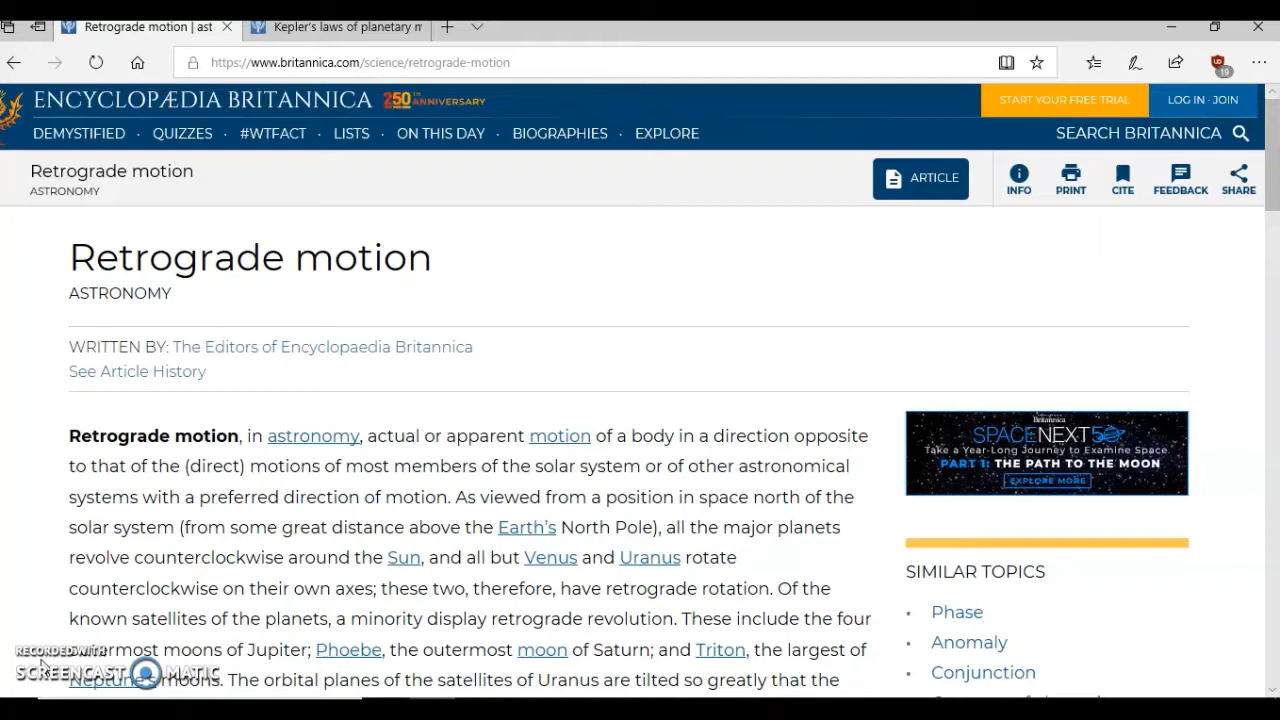 Retrograde motion | ast
Kepler's laws of planetary m
https://www.britannica.com/science/retrograde-motion
19
ENCYCLOPÆDIA BRITANNICA 250TH ANNIVERSARY
START YOUR FREE TRIAL
LOG IN · JOIN
DEMYSTIFIED · QUIZZES · #WTFACT · LISTS · ON THIS DAY · BIOGRAPHIES · EXPLORE
SEARCH BRITANNICA
Retrograde motion
ASTRONOMY
ARTICLE
INFO
PRINT
CITE
FEEDBACK
SHARE
Retrograde motion
ASTRONOMY
WRITTEN BY: The Editors of Encyclopaedia Britannica
See Article History
Retrograde motion, in astronomy, actual or apparent motion of a body in a direction opposite
to that of the (direct) motions of most members of the solar system or of other astronomical
systems with a preferred direction of motion. As viewed from a position in space north of the
solar system (from some great distance above the Earth's North Pole), all the major planets
revolve counterclockwise around the Sun, and all but Venus and Uranus rotate
counterclockwise on their own axes; these two, therefore, have retrograde rotation. Of the
known satellites of the planets, a minority display retrograde revolution. These include the four
ermost moons of Jupiter; Phoebe, the outermost moon of Saturn; and Triton, the largest of
Neptune's moons. The orbital planes of the satellites of Uranus are tilted so greatly that the
Britannica
SPACENEXT50
Take a Year-Long Journey to Examine Space
PART 1: THE PATH TO THE MOON
EXPLORE MORE
SIMILAR TOPICS
Phase
Anomaly
Conjunction
RECORDED WITH
SCREENCAST MATIC